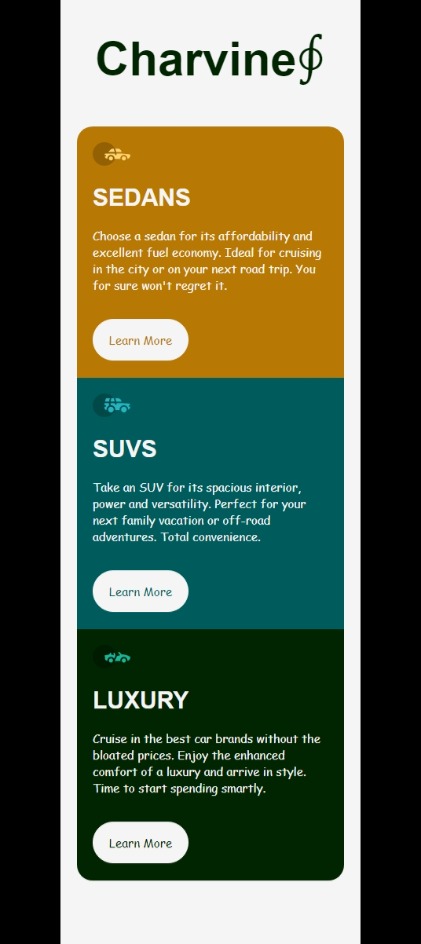 Charvine∮
SEDANS
Choose a sedan for its affordability and
excellent fuel economy. Ideal for cruising
in the city or on your next road trip. You
for sure won't regret it.
Learn More
SUVS
Take an SUV for its spacious interior,
power and versatility. Perfect for your
next family vacation or off-road
adventures. Total convenience.
Learn More
LUXURY
Cruise in the best car brands without the
bloated prices. Enjoy the enhanced
comfort of a luxury and arrive in style.
Time to start spending smartly.
Learn More